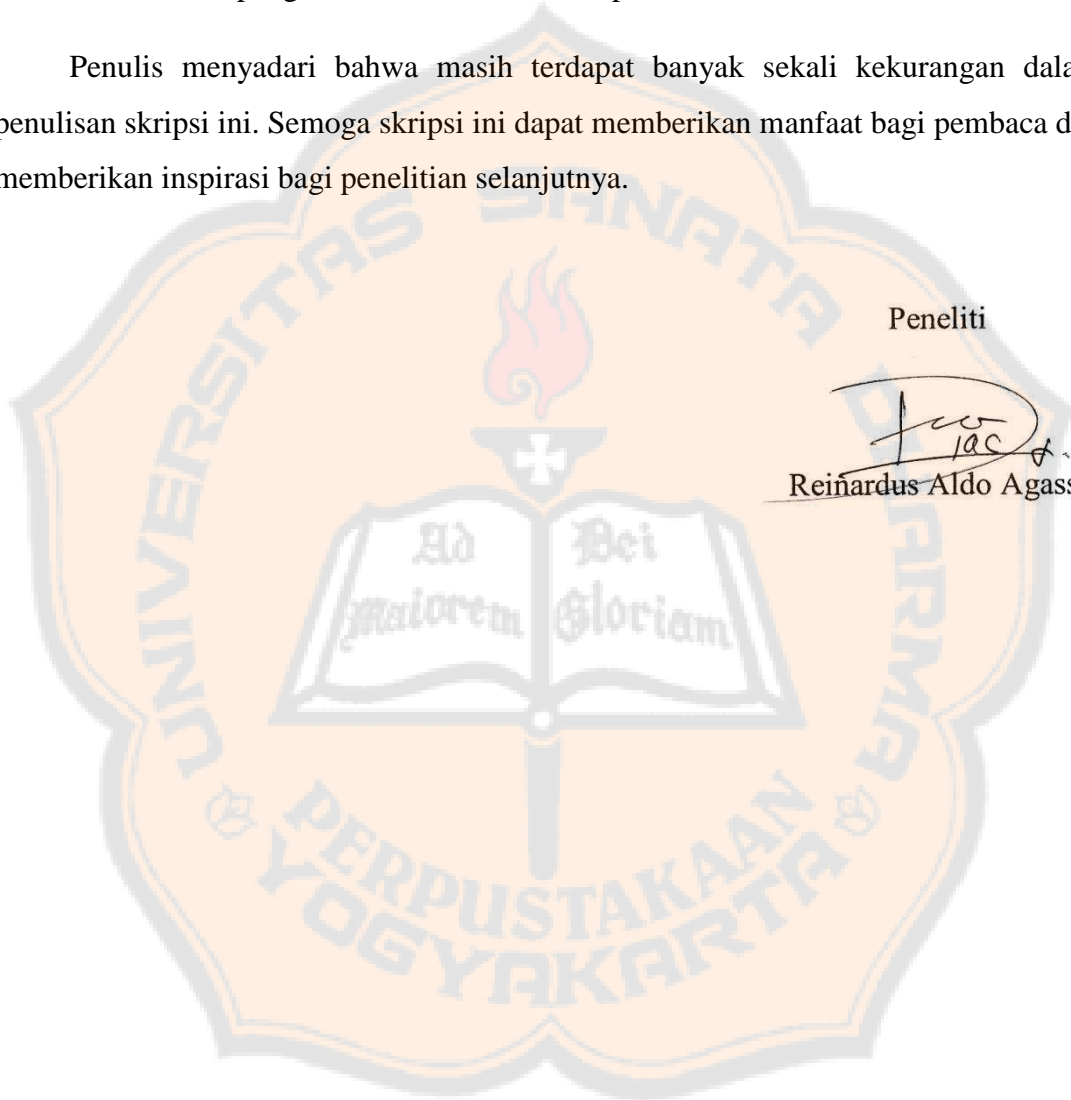 Penulis menyadari bahwa masih terdapat banyak sekali kekurangan dala
penulisan skripsi ini. Semoga skripsi ini dapat memberikan manfaat bagi pembaca d
memberikan inspirasi bagi penelitian selanjutnya.
Peneliti
Reinardus Aldo Agass
UNIVERSITAS SANATA DHARMA
Ad Dei
Maiorem Gloriam
PERPUSTAKAAN
YOGYAKARTA